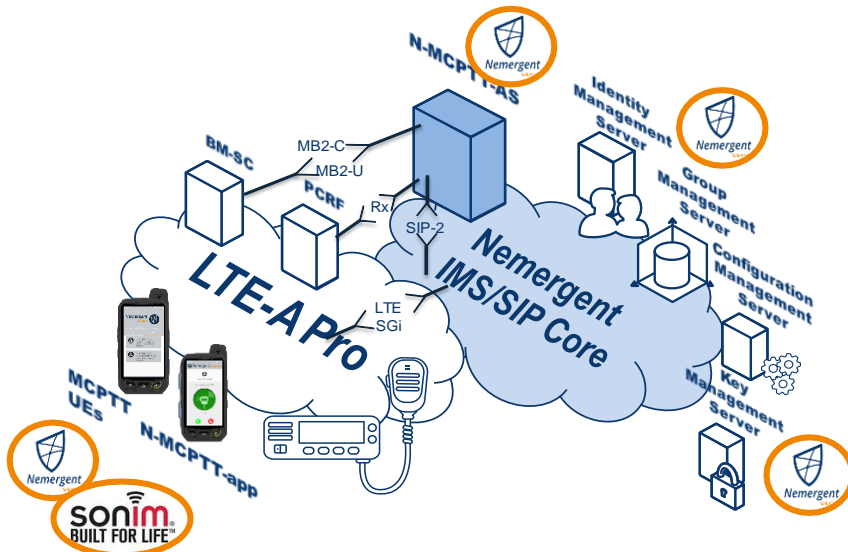 N-MCPTT-AS
Nemergent
Identity
Management
Server
Nemergent
BM-SC
MB2-C
MB2-U
PCRF
Rx
SIP-2
Group
Management
Server
Nemergent
IMS/SIP Core
Configuration
Management
Server
LTE-A Pro
LTE
SGi
Key
Management
Server
MCPTT
UEs
N-MCPTT-app
Nemergent
Nemergent
sonim®
BUILT FOR LIFE™